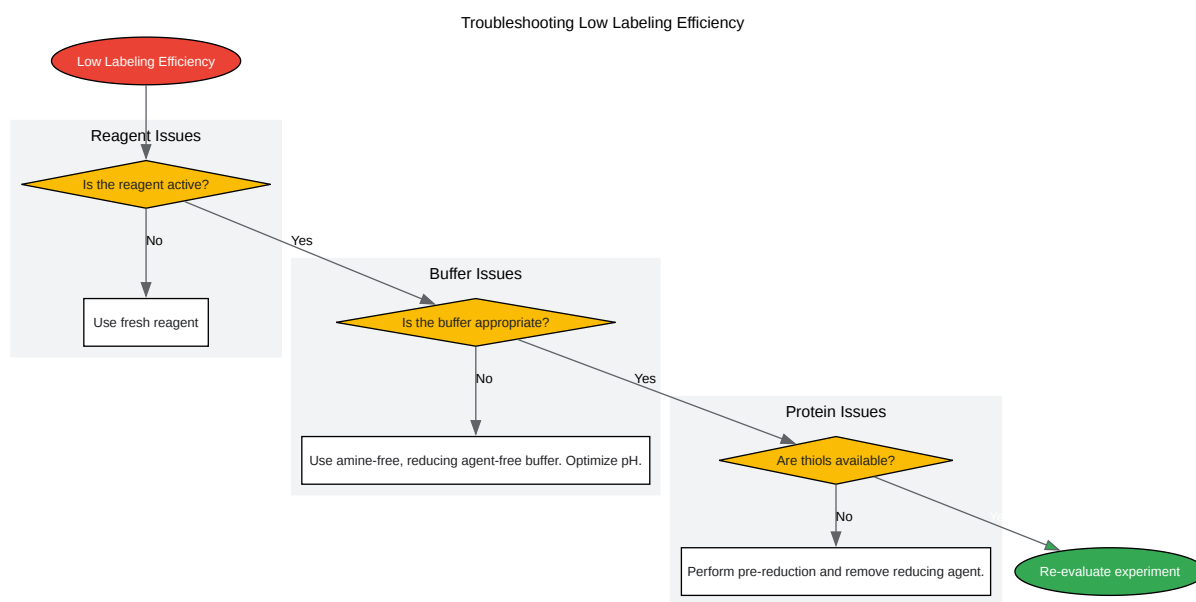 Troubleshooting Low Labeling Efficiency
Low Labeling Efficiency
Reagent Issues
Is the reagent active?
No
Yes
Use fresh reagent
Buffer Issues
Is the buffer appropriate?
No
Yes
Use amine-free, reducing agent-free buffer. Optimize pH.
Protein Issues
Are thiols available?
No
Perform pre-reduction and remove reducing agent.
Re-evaluate experiment